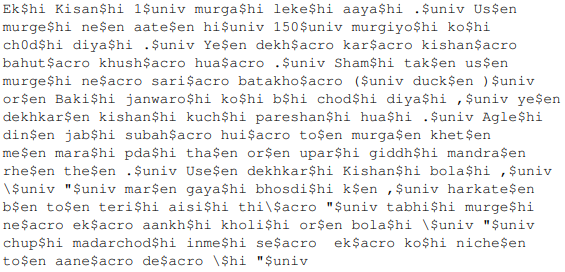 Ek$hi Kisan$hi 1$univ murga$hi leke$hi aaya$hi .$univ Us$en
murge$hi ne$en aate$en hi$univ 150$univ murgiyo$hi ko$hi
ch0d$hi diya$hi .$univ Ye$en dekh$acro kar$acro kishan$acro
bahut$acro khush$acro hua$acro .$univ Sham$hi tak$en us$en
murge$hi ne$acro sari$acro batakho$acro ($univ duck$en )$univ
or$en Baki$hi janwaro$hi ko$hi b$hi chod$hi diya$hi ,$univ ye$en
dekhkar$en kishan$hi kuch$hi pareshan$hi hua$hi .$univ Agle$hi
din$en jab$hi subah$acro hui$acro to$en murga$en khet$en
me$en mara$hi pda$hi tha$en or$en upar$hi giddh$hi mandra$en
rhe$en the$en .$univ Use$en dekhkar$hi Kishan$hi bola$hi ,$univ
\$univ "$univ mar$en gaya$hi bhosdi$hi k$en ,$univ harkate$en
b$en to$en teri$hi aisi$hi thi\$acro "$univ tabhi$hi murge$hi
ne$acro ek$acro aankh$hi kholi$hi or$en bola$hi \$univ "$univ
chup$hi madarchod$hi inme$hi se$acro ek$acro ko$hi niche$en
to$en aane$acro de$acro \$hi "$univ